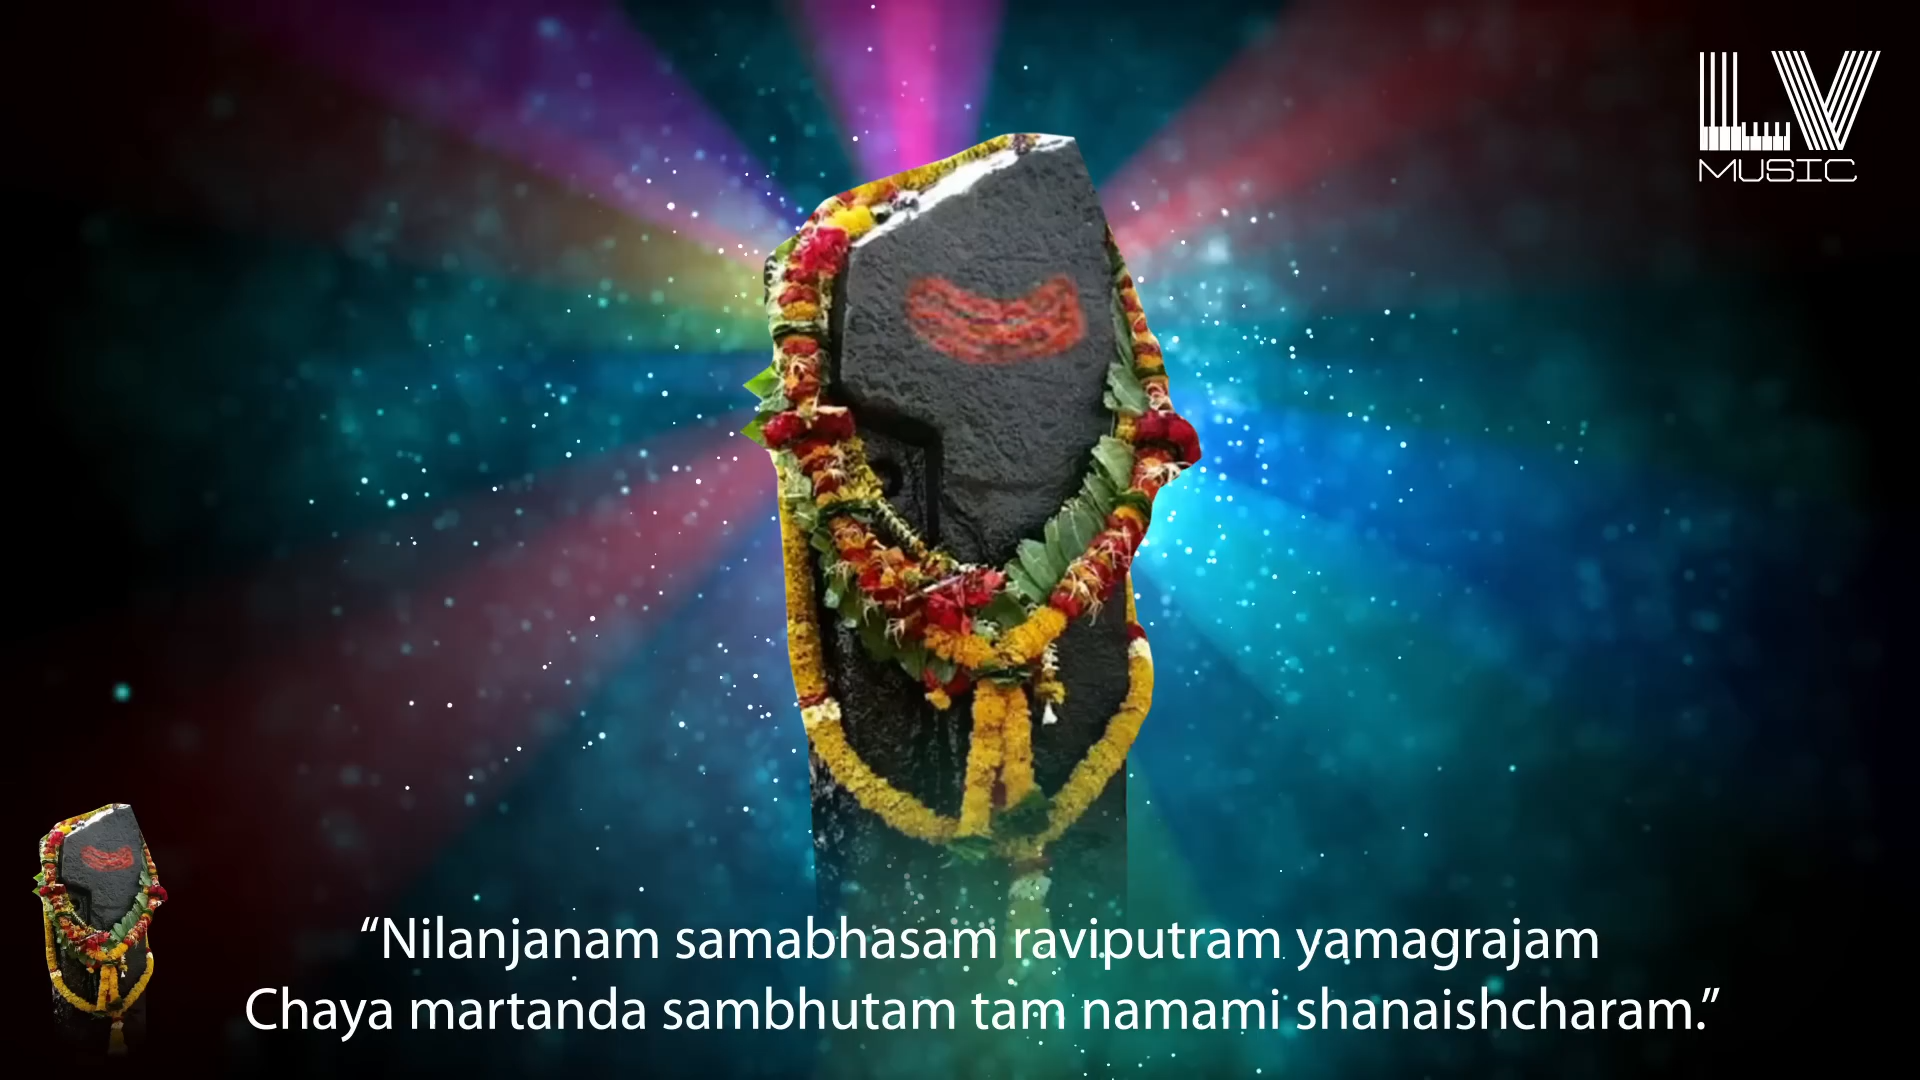 LV
MUSIC
“Nilanjanam samabhasam raviputram yamagrajam
Chaya martanda sambhutam tam namami shanaishcharam.”